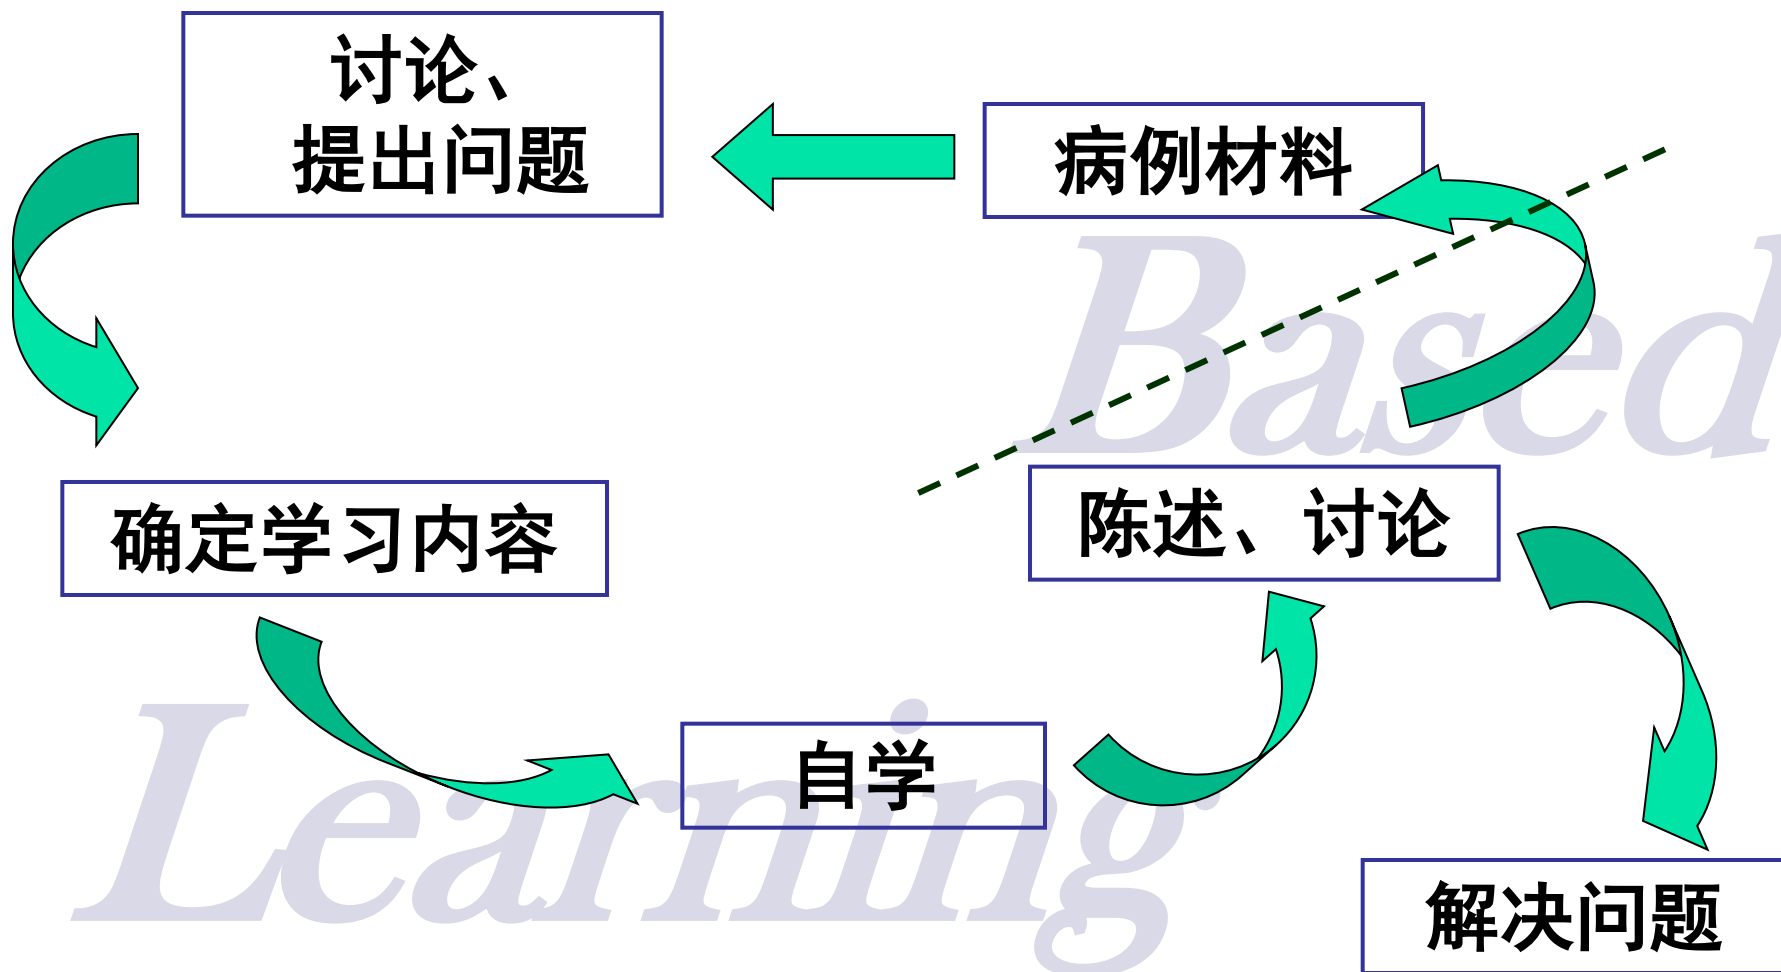 讨论、
提出问题
病例材料
Based
确定学习内容
陈述、讨论
Learning
自学
解决问题